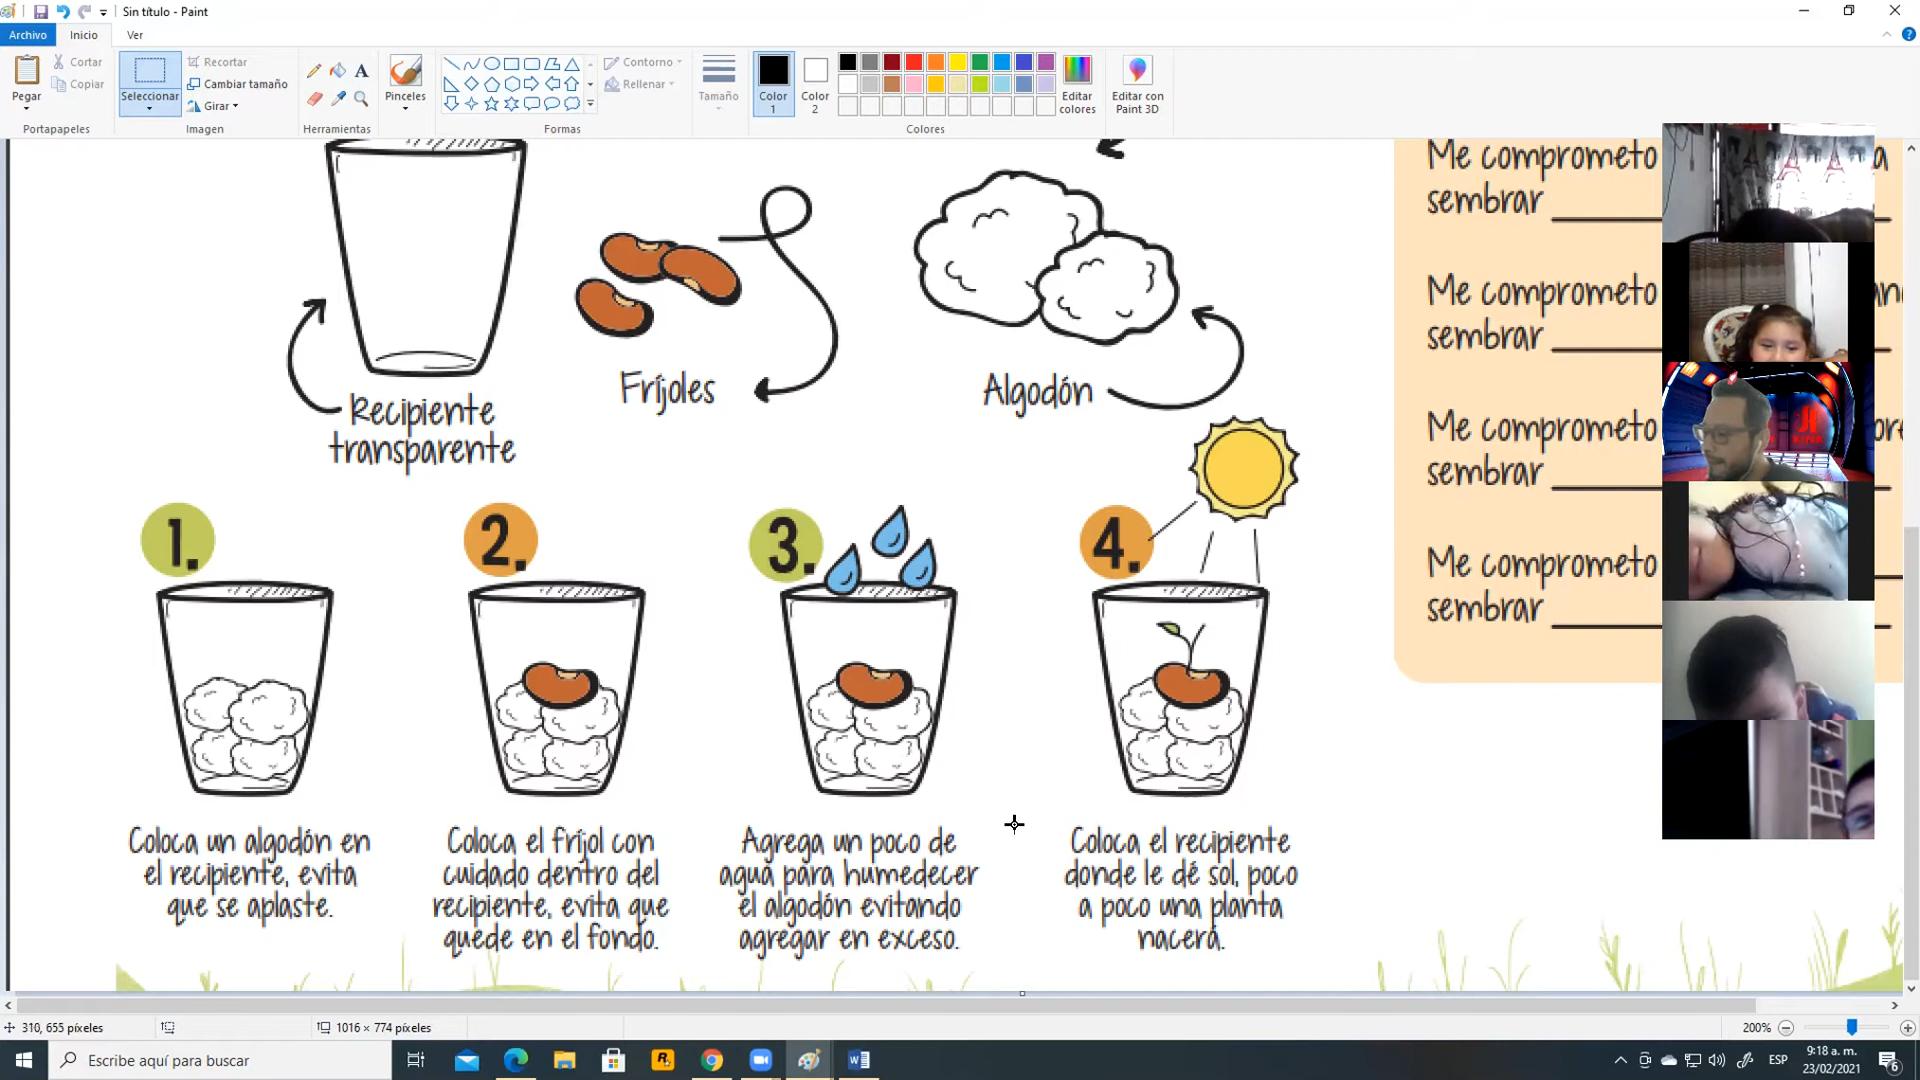 Sin título - Paint
Archivo
Inicio
Ver
Pegar
Cortar
Copiar
Portapapeles
Seleccionar
Recortar
Cambiar tamaño
Girar
Imagen
A
Herramientas
Pinceles
Contorno
Rellenar
Formas
Tamaño
Color
1
Color
2
Editar
colores
Editar con
Paint 3D
Colores
Recipiente
transparente
Fríjoles
Algodón
1.
2.
3.
4.
Coloca un algodón en
el recipiente, evita
que se aplaste.
Coloca el fríjol con
cuidado dentro del
recipiente, evita que
quede en el fondo.
Agrega un poco de
agua para humedecer
el algodón evitando
agregar en exceso.
Coloca el recipiente
donde le dé sol, poco
a poco una planta
nacerá.
Me comprometo
sembrar
Me comprometo
sembrar
Me comprometo
sembrar
Me comprometo
sembrar
310, 655 píxeles
1016 × 774 píxeles
200%
Escribe aquí para buscar
ESP
9:18 a. m.
23/02/2021
6